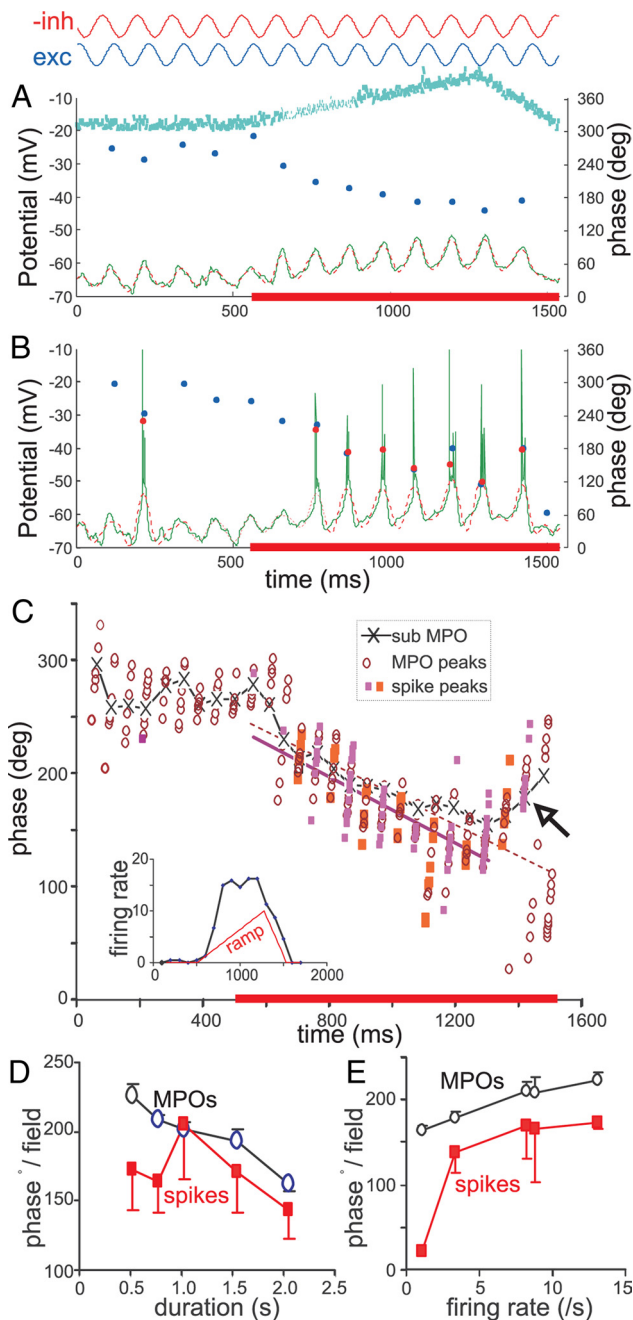 -inh
exc
A
-10
-20
-30
-40
-50
-60
-70
Potential (mV)
360
300
240
180
120
60
0
phase (deg)
0
500
1000
1500
B
-10
-20
-30
-40
-50
-60
-70
Potential (mV)
360
300
240
180
120
60
0
phase (deg)
0
500
1000
1500
time (ms)
C
sub MPO
MPO peaks
spike peaks
300
200
100
0
phase (deg)
firing rate
20
10
0
ramp
0
1000
2000
0
400
800
1200
1600
time (ms)
D
250
200
150
100
phase °/ field
MPOs
spikes
0
0.5
1.0
1.5
2.0
2.5
duration (s)
E
200
100
0
phase °/ field
MPOs
spikes
0
5
10
15
firing rate (/s)